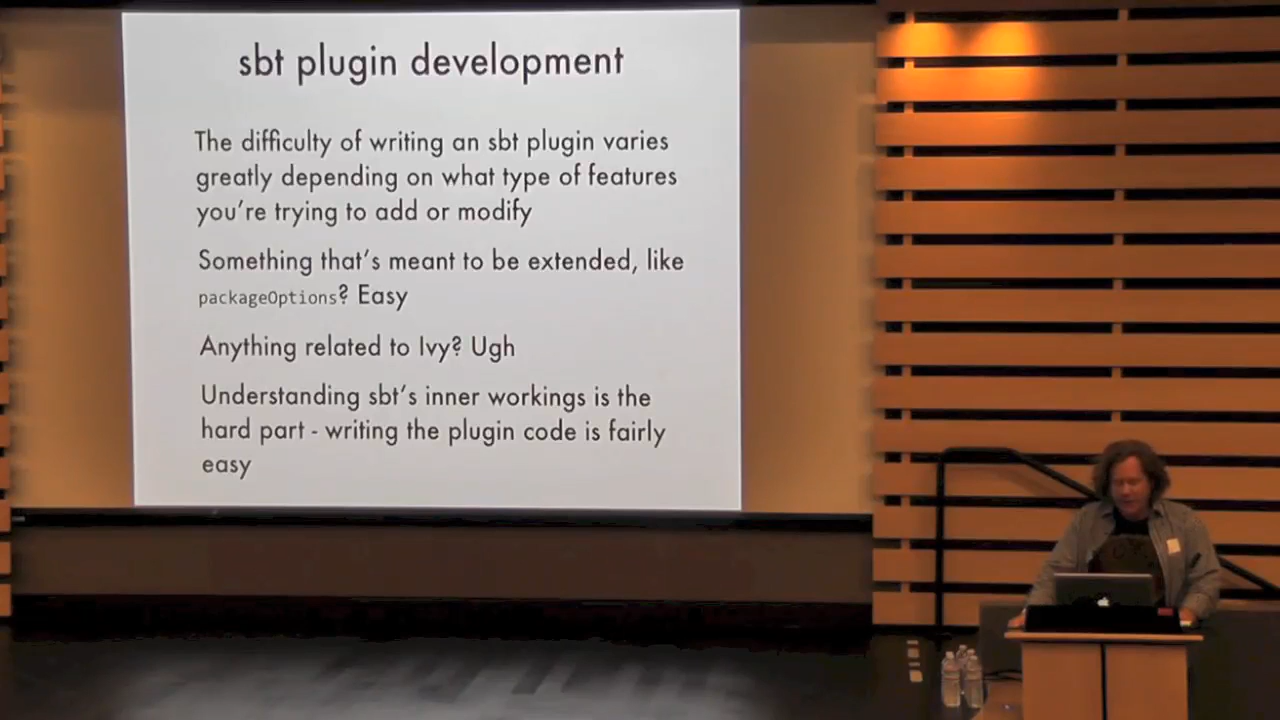 sbt plugin development
The difficulty of writing an sbt plugin varies
greatly depending on what type of features
you're trying to add or modify
Something that's meant to be extended, like
packageOptions? Easy
Anything related to Ivy? Ugh
Understanding sbt's inner workings is the
hard part - writing the plugin code is fairly
easy